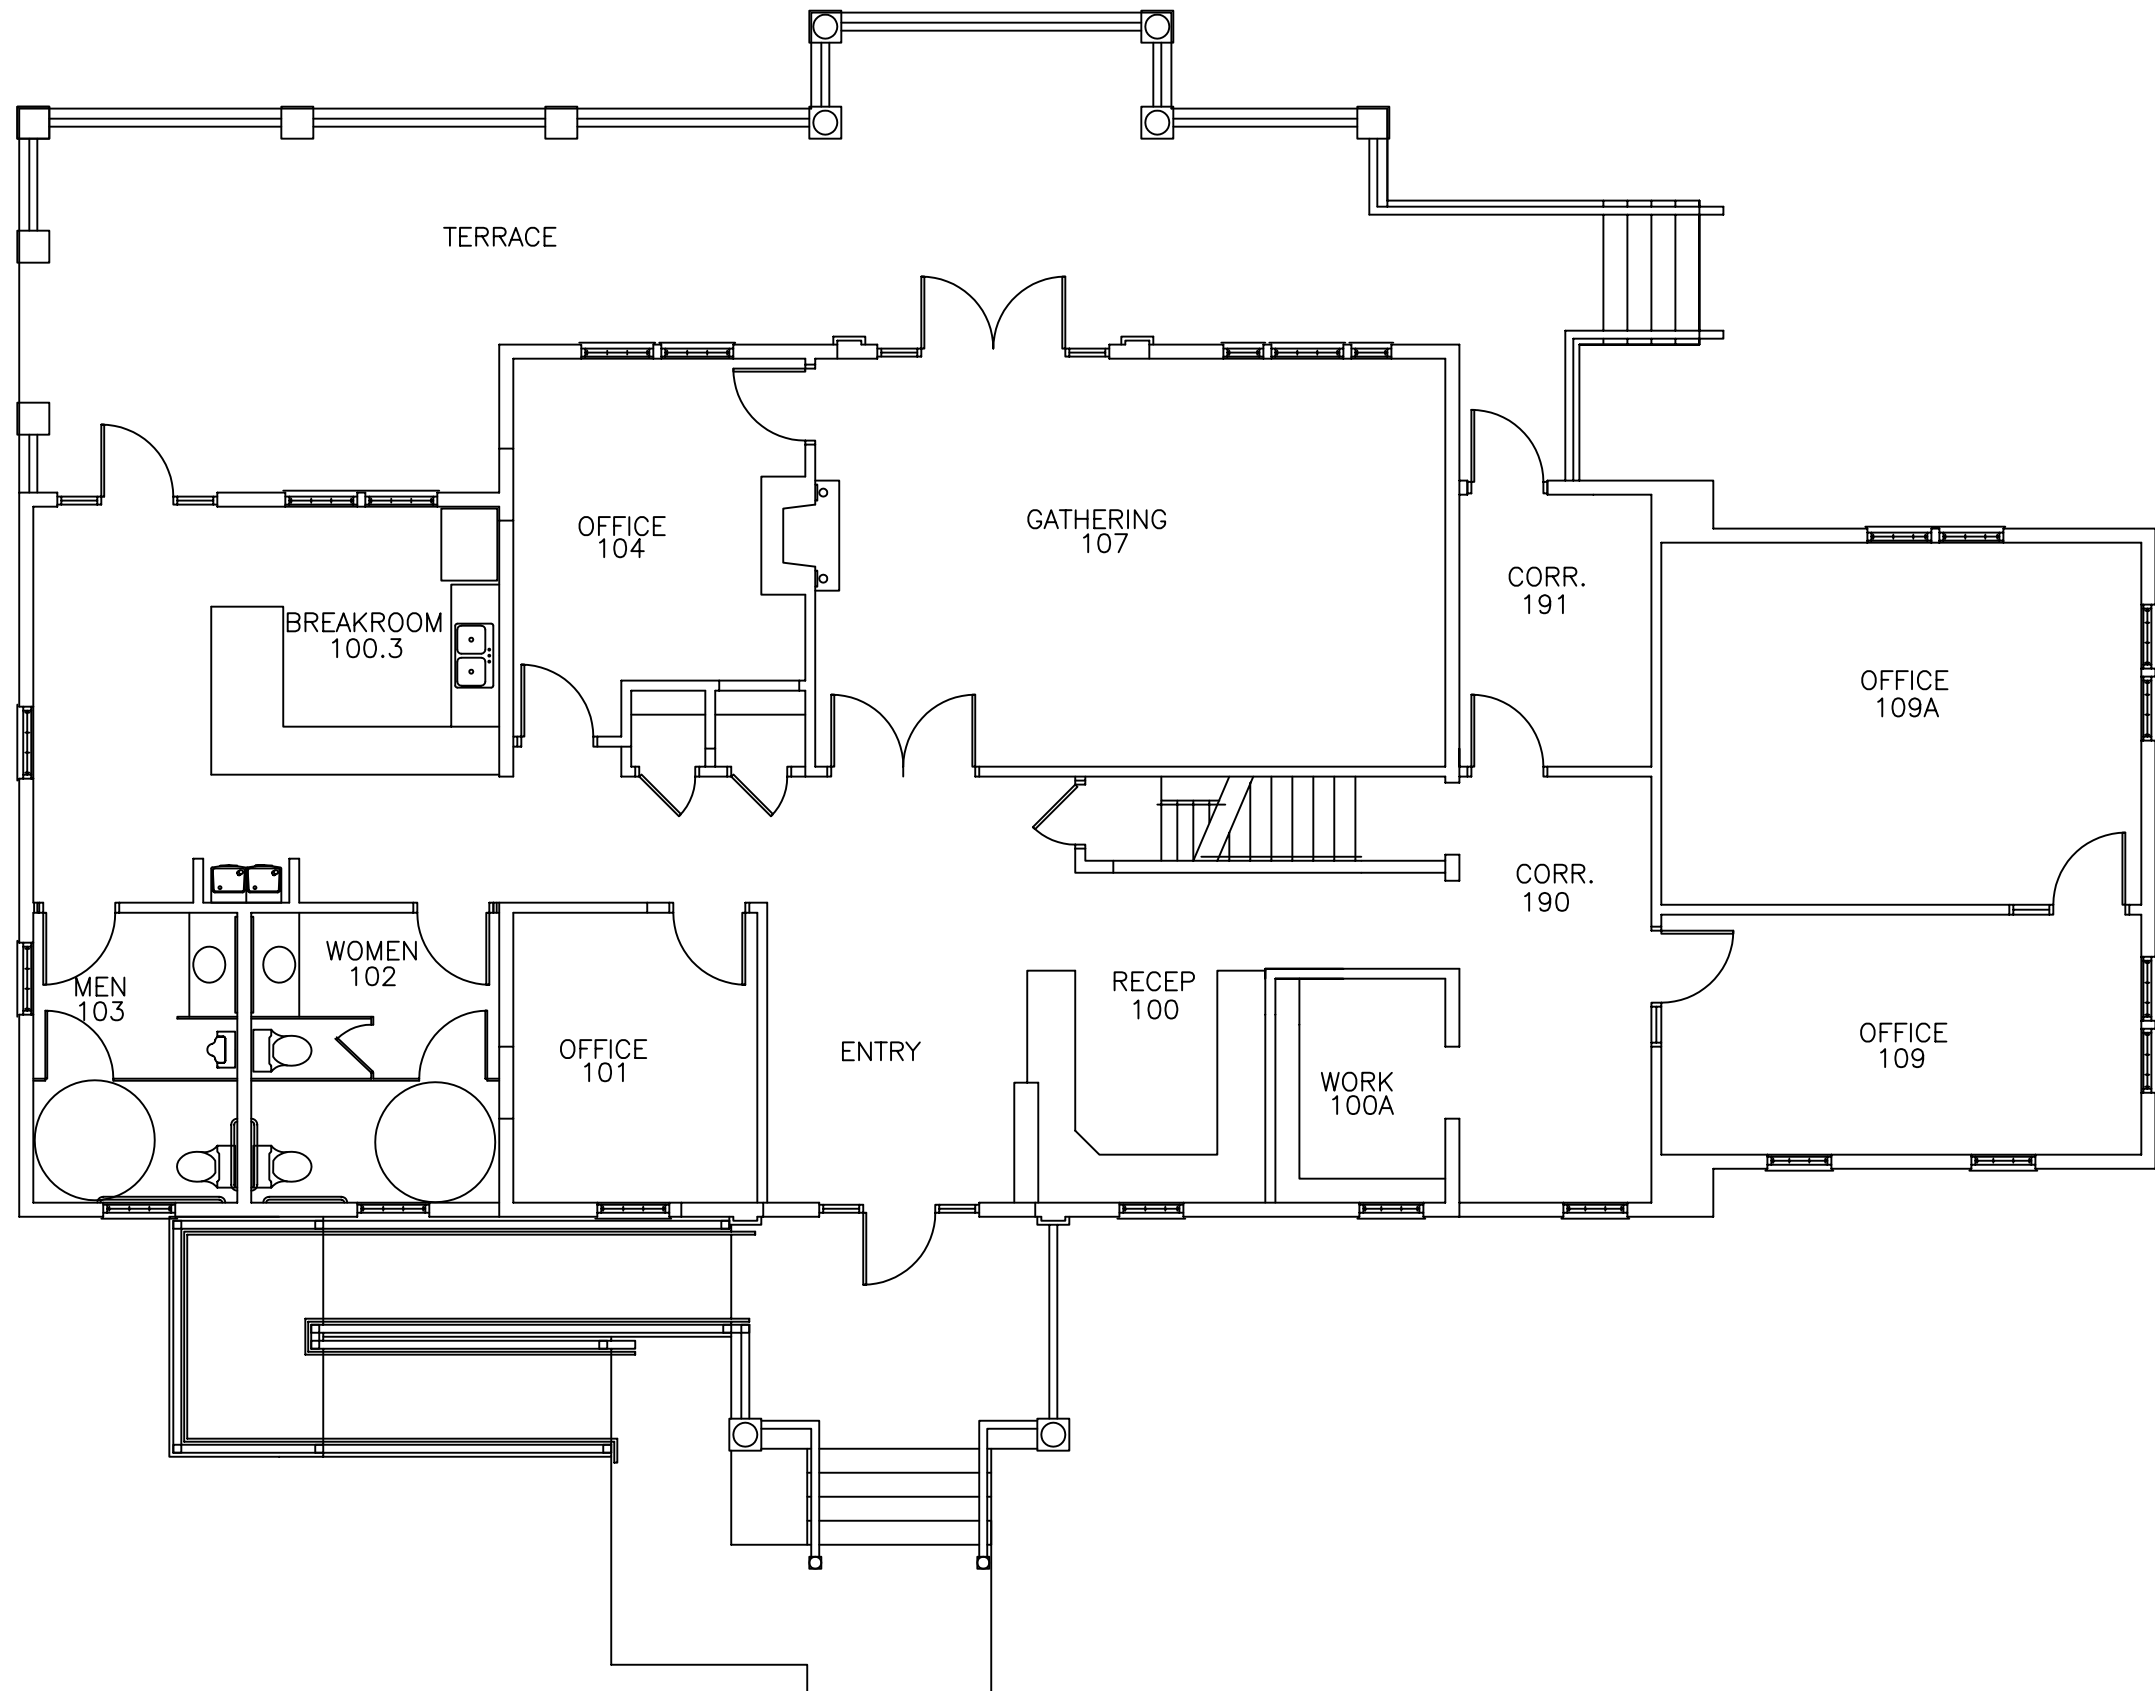 TERRACE
OFFICE
104
GATHERING
107
CORR.
191
BREAKROOM
100.3
OFFICE
109A
CORR.
190
WOMEN
102
MEN
103
RECEP
100
OFFICE
101
ENTRY
WORK
100A
OFFICE
109